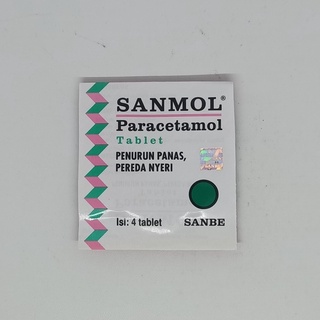 SANMOL®
Paracetamol
Tablet
PENURUN PANAS,
PEREDA NYERI
Isi: 4 tablet
SANBE